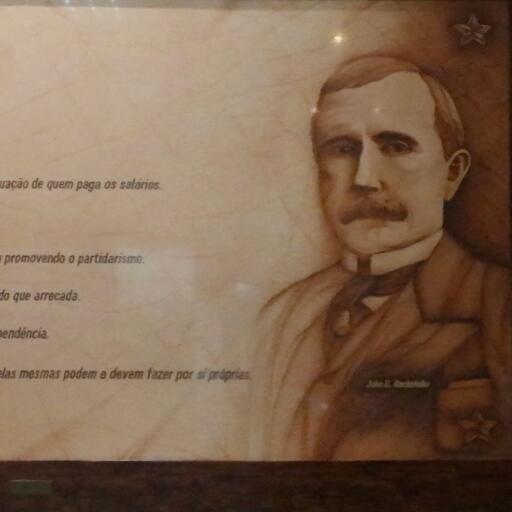 uação de quem paga os salários.
promovendo o partidarismo.
do que arrecada.
pendência.
elas mesmas podem e devem fazer por si próprias.
John D. Rockefeller